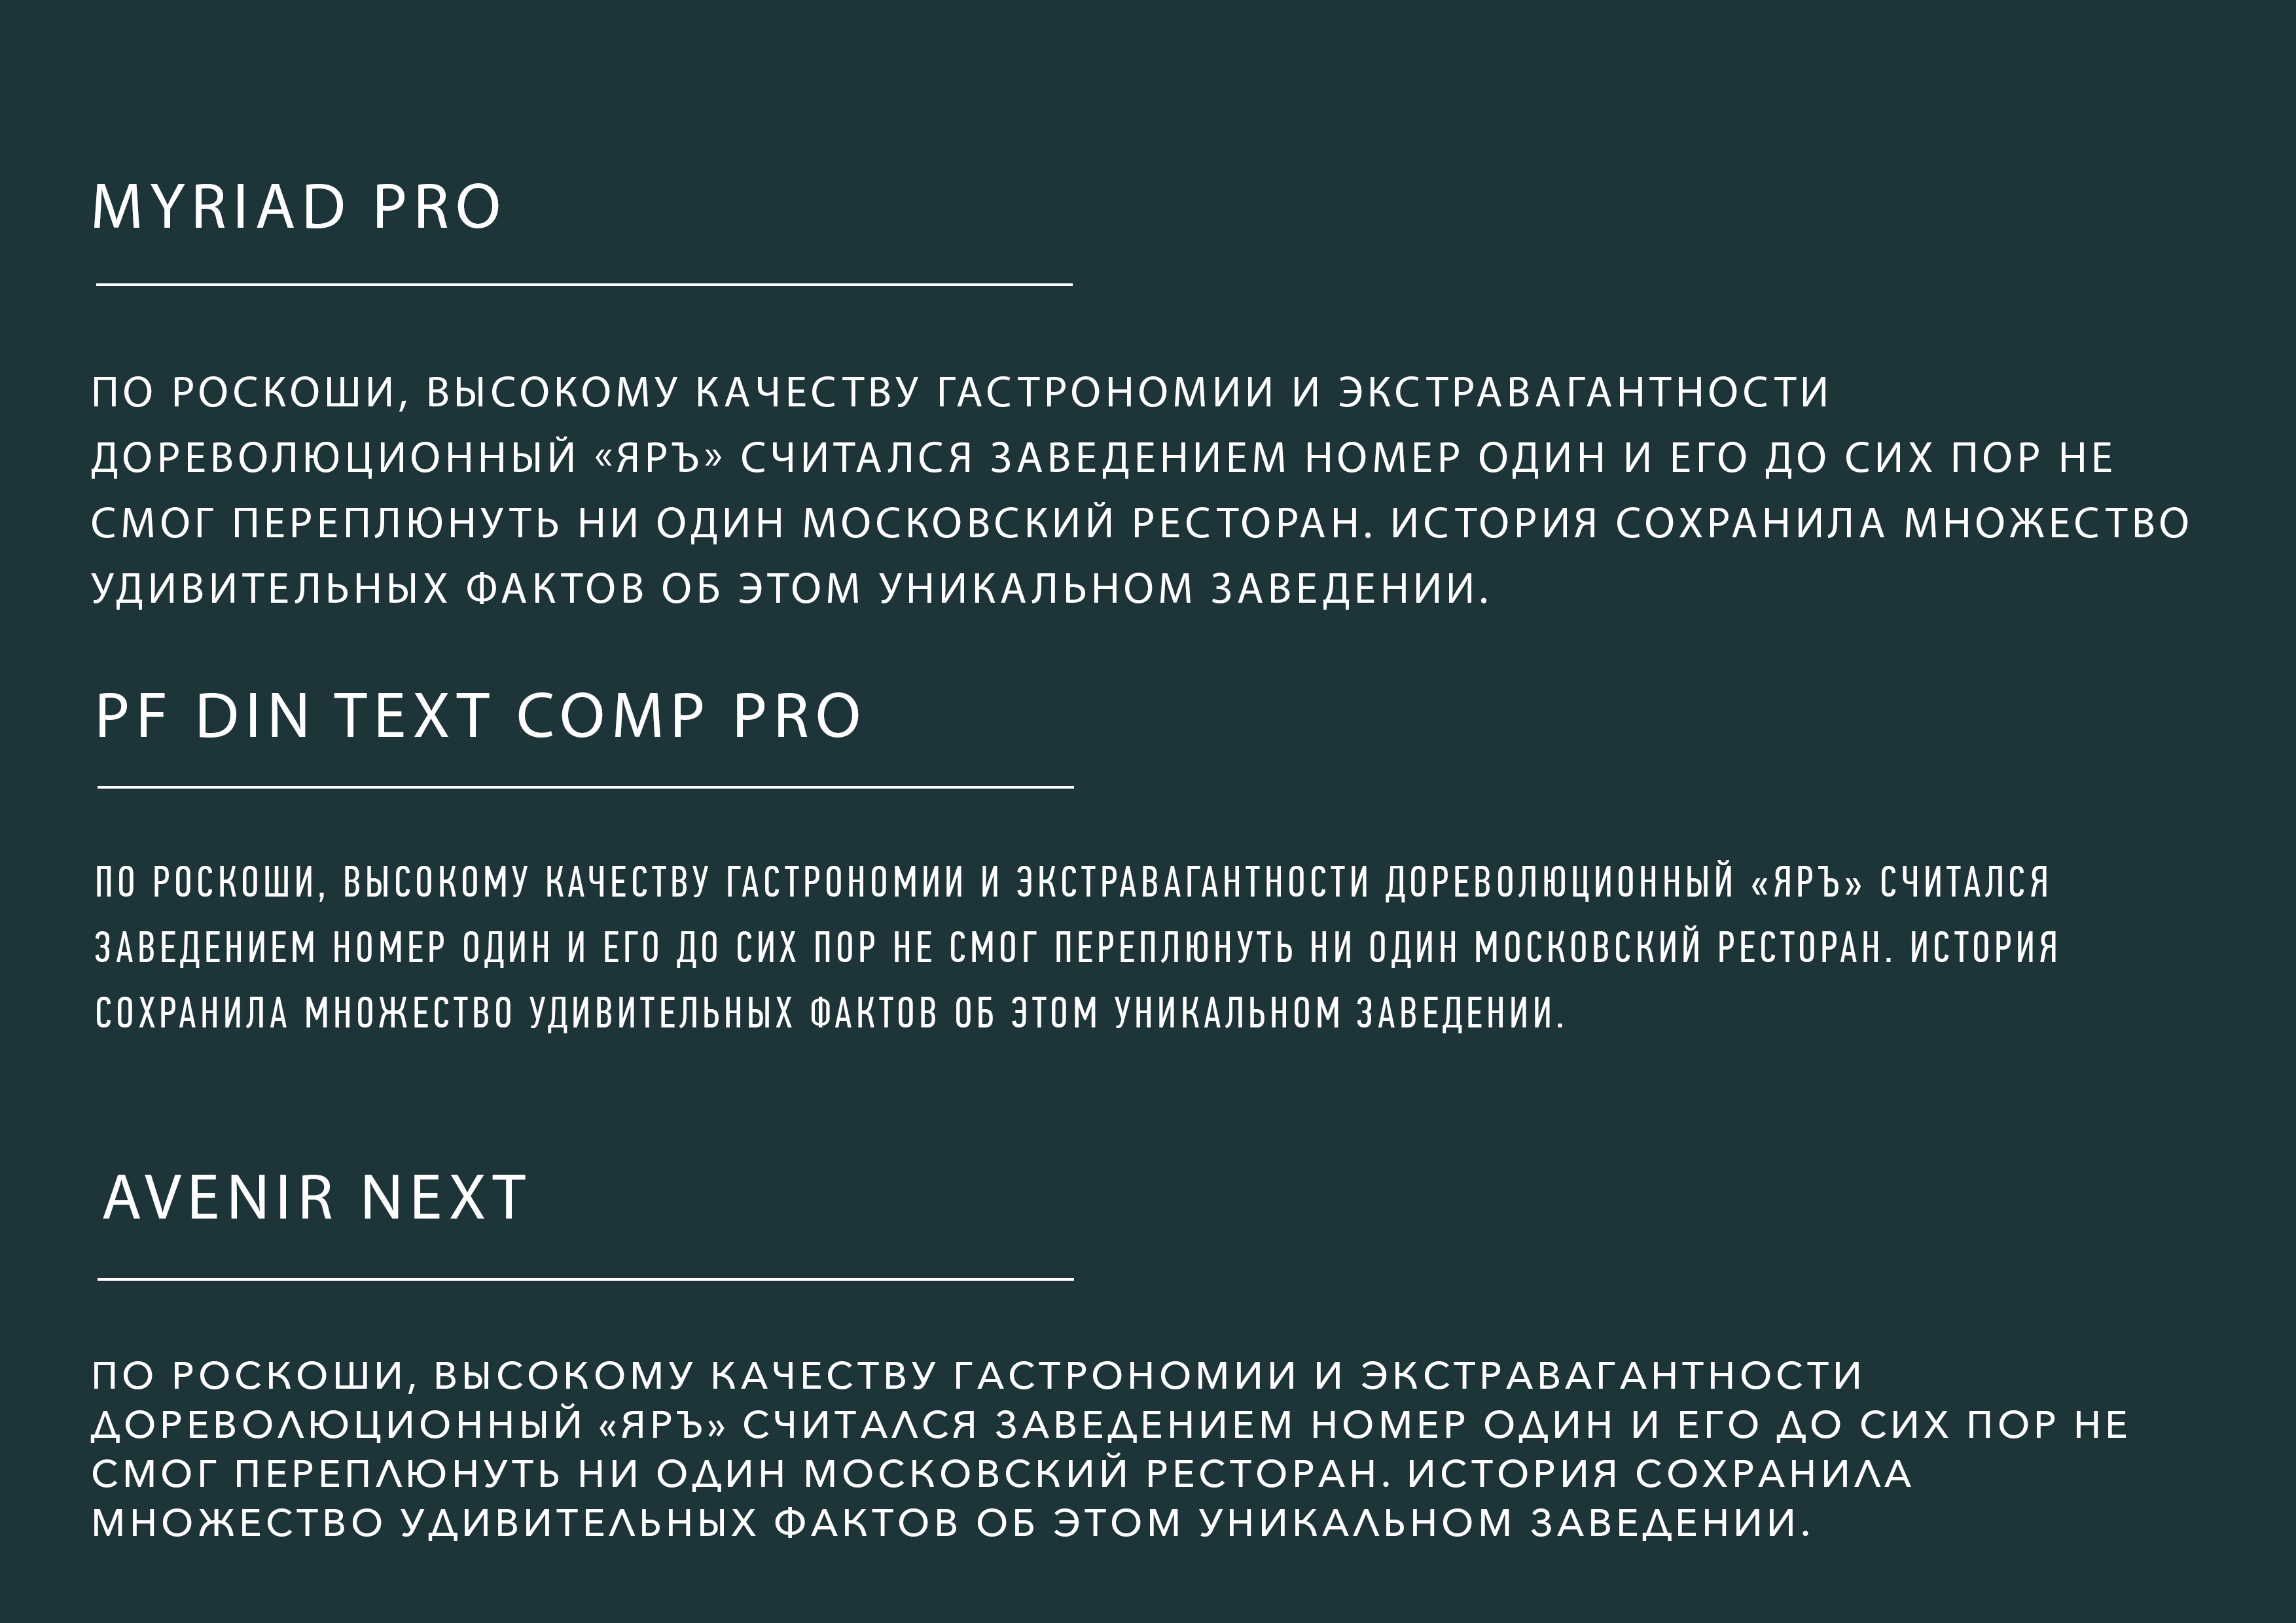 MYRIAD PRO
ПО РОСКОШИ, ВЫСОКОМУ КАЧЕСТВУ ГАСТРОНОМИИ И ЭКСТРАВАГАНТНОСТИ
ДОРЕВОЛЮЦИОННЫЙ «ЯРЪ» СЧИТАЛСЯ ЗАВЕДЕНИЕМ НОМЕР ОДИН И ЕГО ДО СИХ ПОР НЕ
СМОГ ПЕРЕПЛЮНУТЬ НИ ОДИН МОСКОВСКИЙ РЕСТОРАН. ИСТОРИЯ СОХРАНИЛА МНОЖЕСТВО
УДИВИТЕЛЬНЫХ ФАКТОВ ОБ ЭТОМ УНИКАЛЬНОМ ЗАВЕДЕНИИ.
PF DIN TEXT COMP PRO
ПО РОСКОШИ, ВЫСОКОМУ КАЧЕСТВУ ГАСТРОНОМИИ И ЭКСТРАВАГАНТНОСТИ ДОРЕВОЛЮЦИОННЫЙ «ЯРЪ» СЧИТАЛСЯ
ЗАВЕДЕНИЕМ НОМЕР ОДИН И ЕГО ДО СИХ ПОР НЕ СМОГ ПЕРЕПЛЮНУТЬ НИ ОДИН МОСКОВСКИЙ РЕСТОРАН. ИСТОРИЯ
СОХРАНИЛА МНОЖЕСТВО УДИВИТЕЛЬНЫХ ФАКТОВ ОБ ЭТОМ УНИКАЛЬНОМ ЗАВЕДЕНИИ.
AVENIR NEXT
ПО РОСКОШИ, ВЫСОКОМУ КАЧЕСТВУ ГАСТРОНОМИИ И ЭКСТРАВАГАНТНОСТИ
ДОРЕВОЛЮЦИОННЫЙ «ЯРЪ» СЧИТАЛСЯ ЗАВЕДЕНИЕМ НОМЕР ОДИН И ЕГО ДО СИХ ПОР НЕ
СМОГ ПЕРЕПЛЮНУТЬ НИ ОДИН МОСКОВСКИЙ РЕСТОРАН. ИСТОРИЯ СОХРАНИЛА
МНОЖЕСТВО УДИВИТЕЛЬНЫХ ФАКТОВ ОБ ЭТОМ УНИКАЛЬНОМ ЗАВЕДЕНИИ.